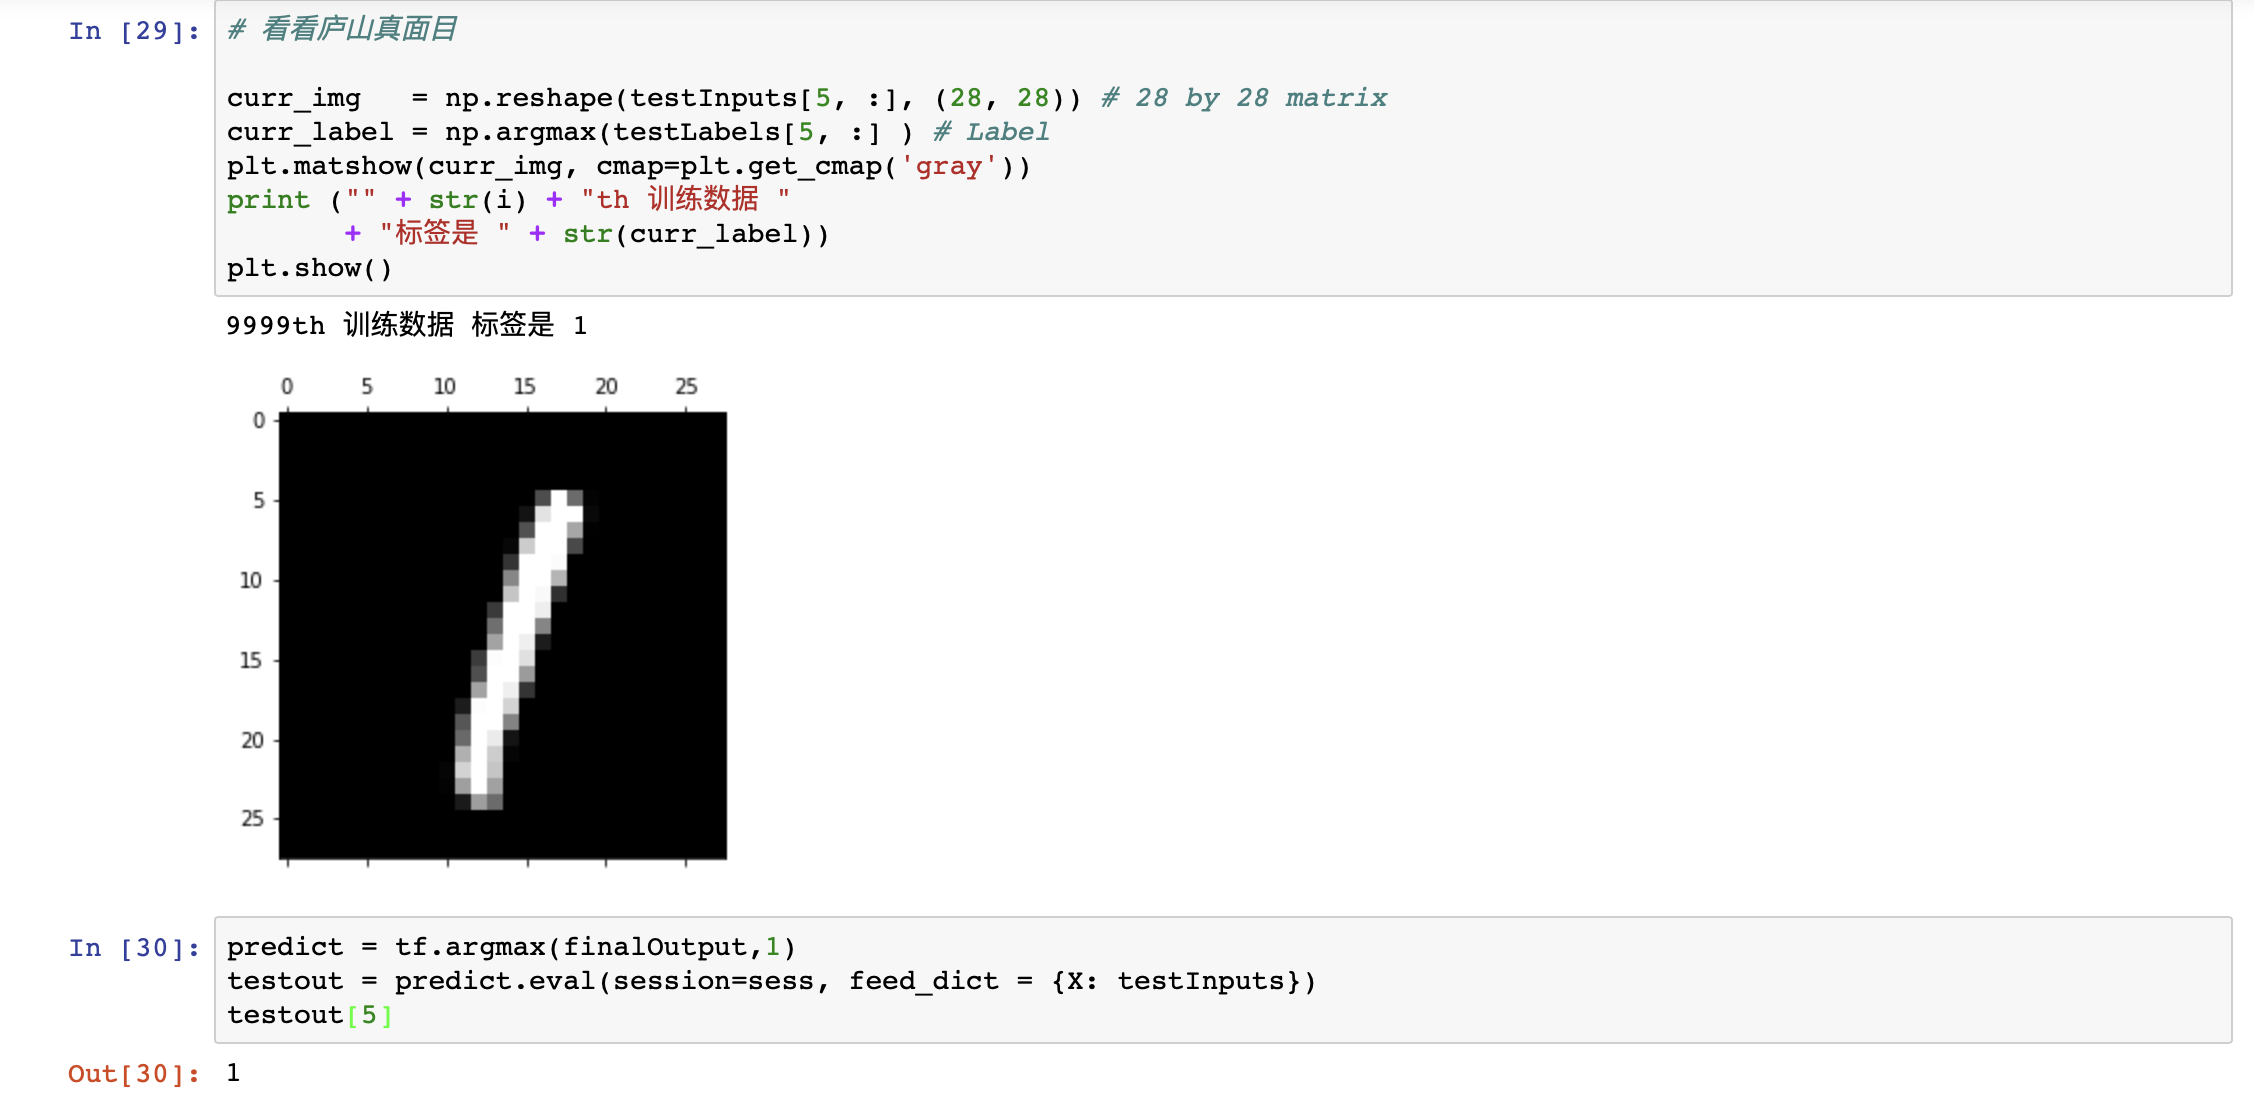 In [29]:
# 看看庐山真面目
curr_img   = np.reshape(testInputs[5, :], (28, 28)) # 28 by 28 matrix
curr_label = np.argmax(testLabels[5, :] ) # Label
plt.matshow(curr_img, cmap=plt.get_cmap('gray'))
print ("" + str(i) + "th 训练数据 "
       + "标签是 " + str(curr_label))
plt.show()
9999th 训练数据 标签是 1
0 5 10 15 20 25
0
5
10
15
20
25
In [30]:
predict = tf.argmax(finalOutput,1)
testout = predict.eval(session=sess, feed_dict = {X: testInputs})
testout[5]
Out[30]: 1